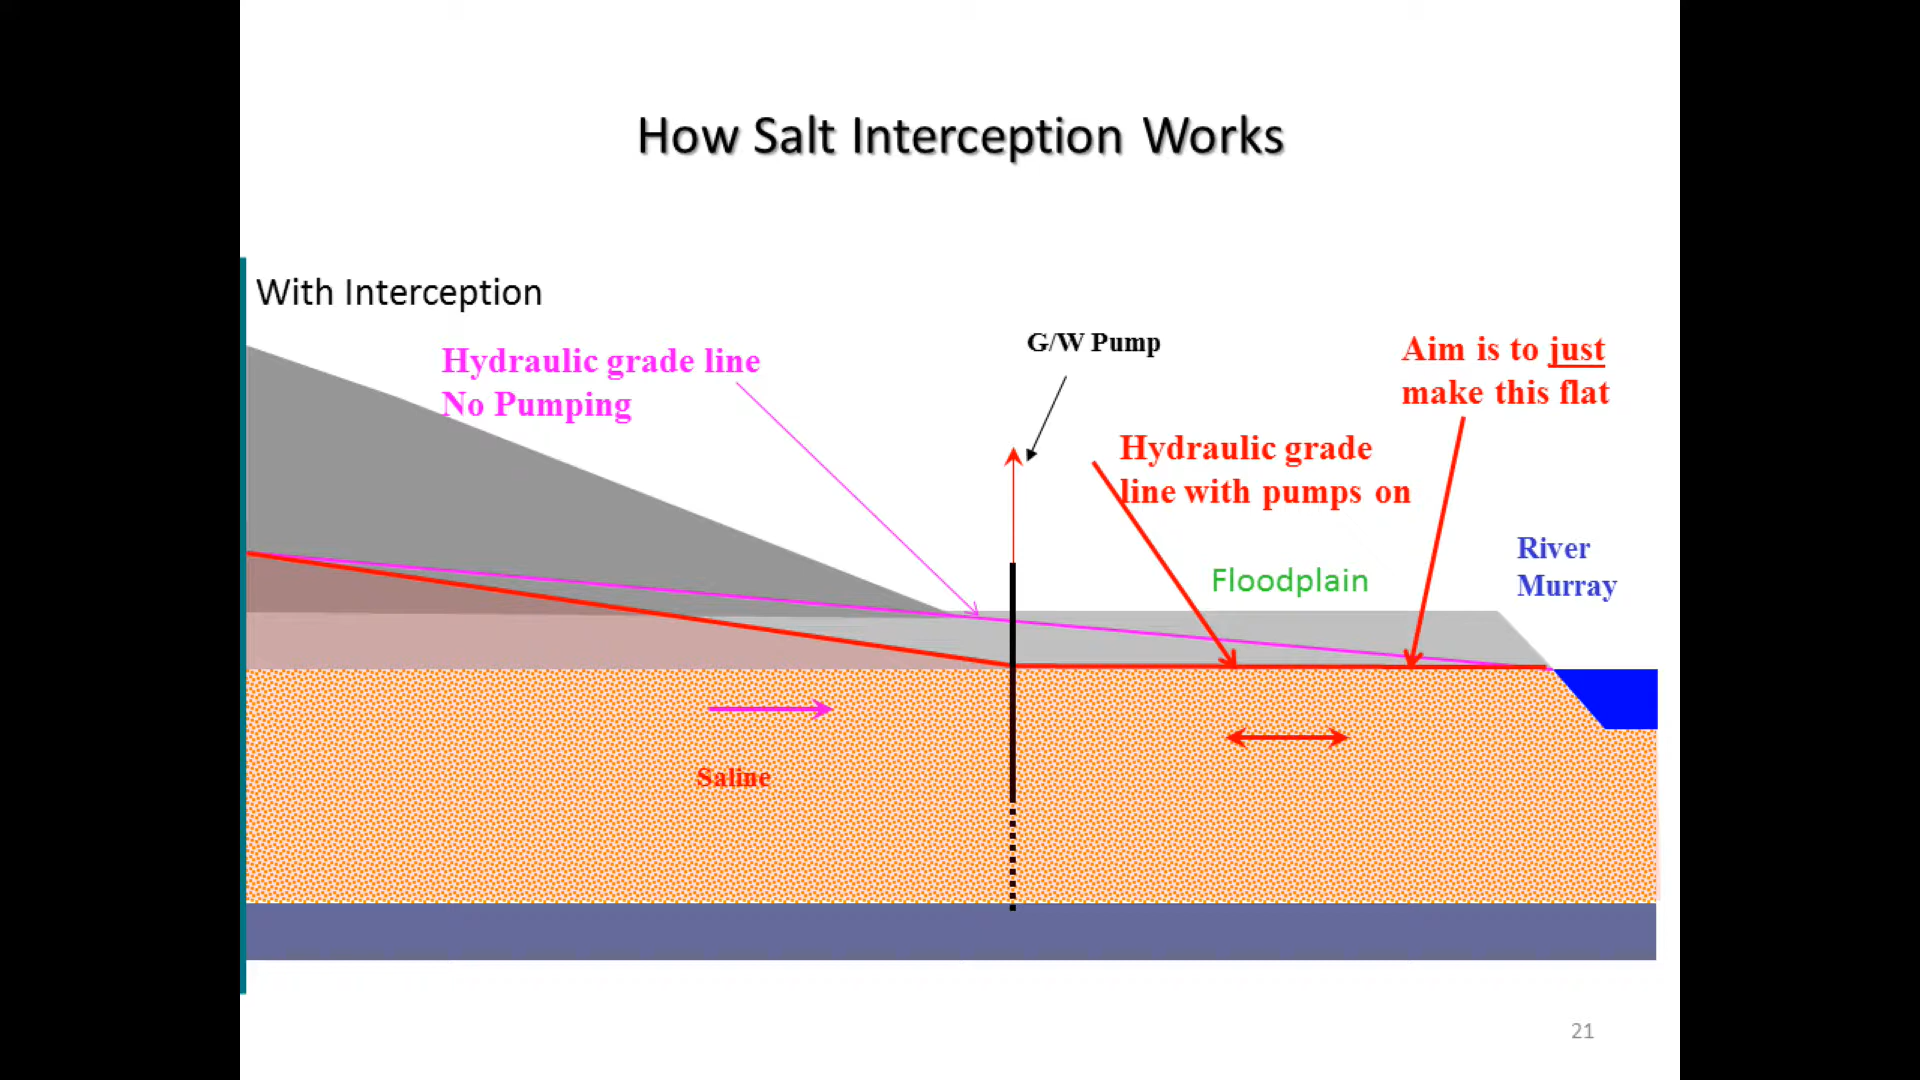 How Salt Interception Works
With Interception
Hydraulic grade line
No Pumping
G/W Pump
Aim is to just
make this flat
Hydraulic grade
line with pumps on
River
Murray
Floodplain
Saline
21